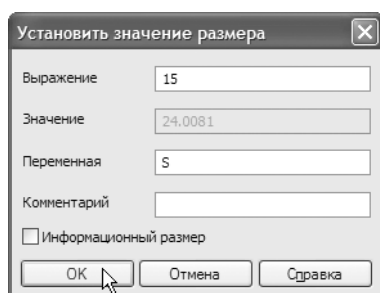 Установить значение размера
Выражение 15
Значение 24.0081
Переменная S
Комментарий
Информационный размер
OK Отмена Справка